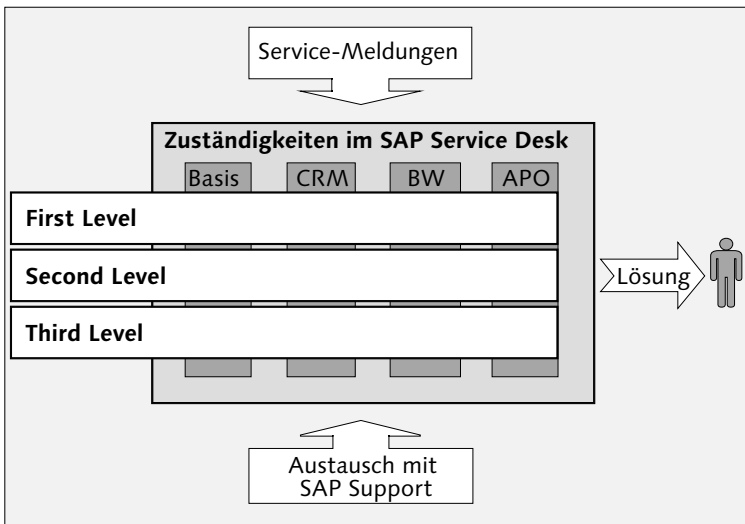 Service-Meldungen
Zuständigkeiten im SAP Service Desk
Basis CRM BW APO
First Level
Second Level
Lösung
Third Level
Austausch mit
SAP Support